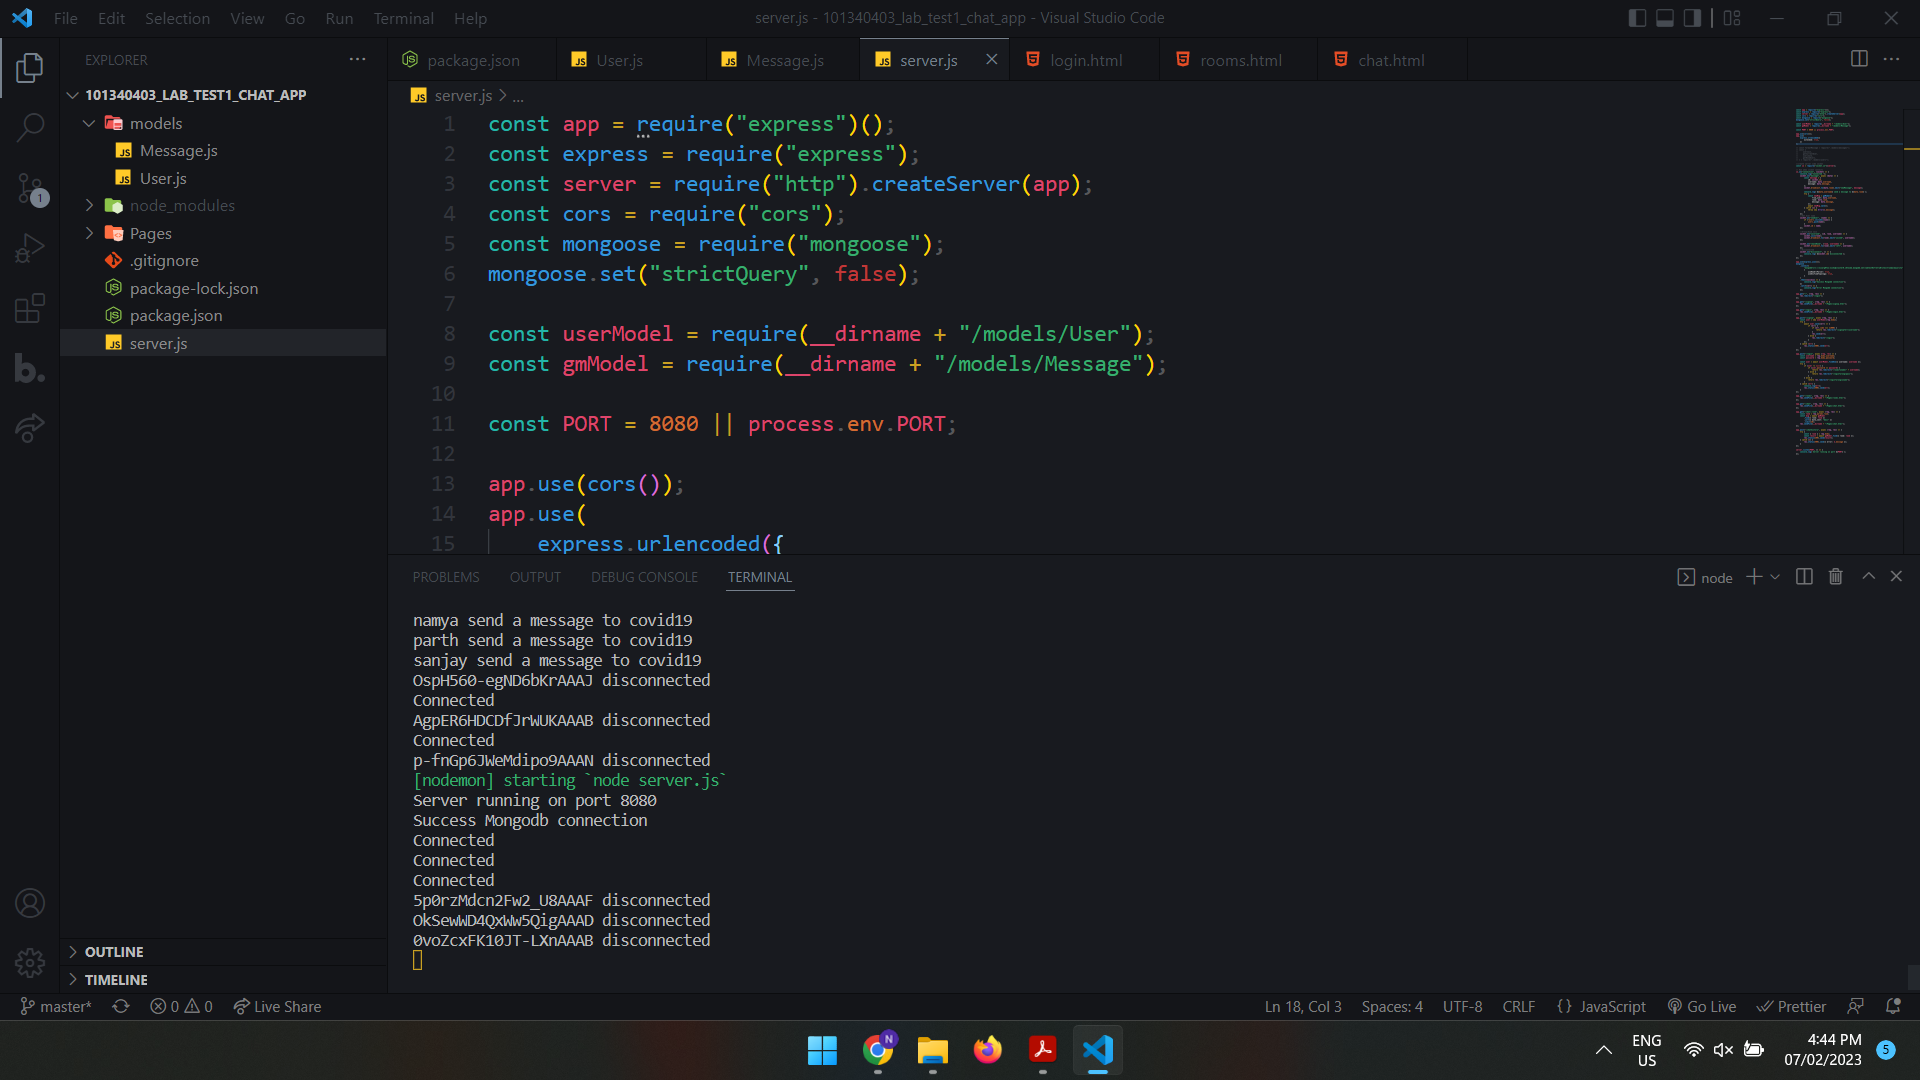 File Edit Selection View Go Run Terminal Help
server.js - 101340403_lab_test1_chat_app - Visual Studio Code
EXPLORER
101340403_LAB_TEST1_CHAT_APP
models
Message.js
User.js
node_modules
Pages
.gitignore
package-lock.json
package.json
server.js
OUTLINE
TIMELINE
1
b.
package.json User.js Message.js server.js login.html rooms.html chat.html
server.js > ...
1 const app = require("express")();
2 const express = require("express");
3 const server = require("http").createServer(app);
4 const cors = require("cors");
5 const mongoose = require("mongoose");
6 mongoose.set("strictQuery", false);
7
8 const userModel = require(__dirname + "/models/User");
9 const gmModel = require(__dirname + "/models/Message");
10
11 const PORT = 8080 || process.env.PORT;
12
13 app.use(cors());
14 app.use(
15 express.urlencoded({
PROBLEMS OUTPUT DEBUG CONSOLE TERMINAL
node
namya send a message to covid19
parth send a message to covid19
sanjay send a message to covid19
OspH560-egND6bKrAAAJ disconnected
Connected
AgpER6HDCDfJrWUKAAAB disconnected
Connected
p-fnGp6JWeMdipo9AAAN disconnected
[nodemon] starting `node server.js`
Server running on port 8080
Success Mongodb connection
Connected
Connected
Connected
5p0rzMdcn2Fw2_U8AAAF disconnected
OkSewWD4QxWw5QigAAAD disconnected
0voZcxFK10JT-LXnAAAB disconnected
master* 0 0 Live Share
Ln 18, Col 3 Spaces: 4 UTF-8 CRLF {} JavaScript Go Live Prettier
N
ENG
US
4:44 PM
07/02/2023
5